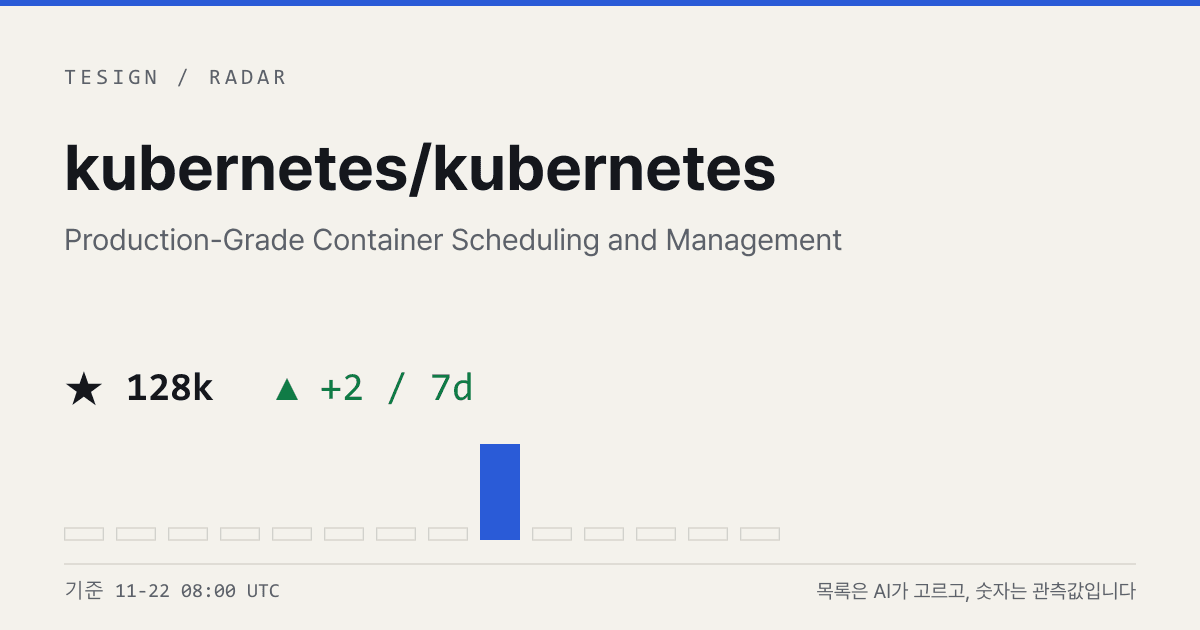 TESIGN / RADAR
kubernetes/kubernetes
Production-Grade Container Scheduling and Management
★ 128k ▲ +2 / 7d
기준 11-22 08:00 UTC
목록은 AI가 고르고, 숫자는 관측값입니다